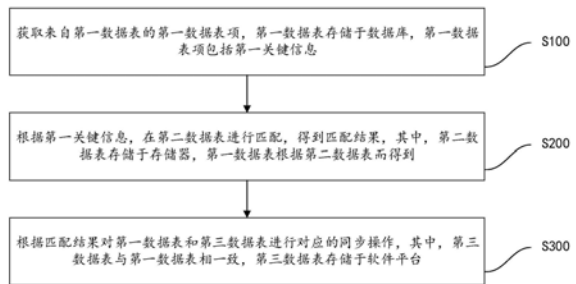 获取来自第一数据表的第一数据表项，第一数据表存储于数据库，第一数据
表项包括第一关键信息
S100
根据第一关键信息，在第二数据表进行匹配，得到匹配结果，其中，第二数
据表存储于存储器，第一数据表根据第二数据表而得到
S200
根据匹配结果对第一数据表和第三数据表进行对应的同步操作，其中，第三
数据表与第一数据表相一致，第三数据表存储于软件平台
S300